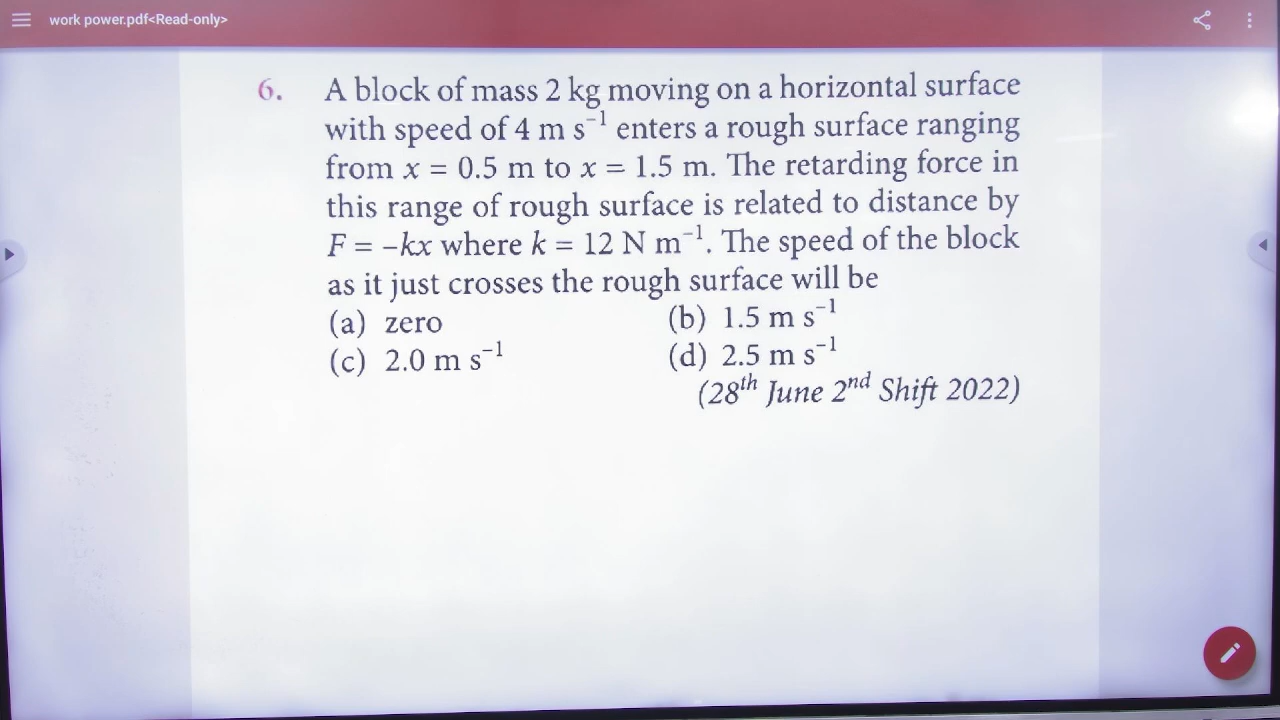 work power.pdf<Read-only>
6. A block of mass 2 kg moving on a horizontal surface
with speed of 4 m s⁻¹ enters a rough surface ranging
from x = 0.5 m to x = 1.5 m. The retarding force in
this range of rough surface is related to distance by
F = –kx where k = 12 N m⁻¹. The speed of the block
as it just crosses the rough surface will be
(a) zero (b) 1.5 m s⁻¹
(c) 2.0 m s⁻¹ (d) 2.5 m s⁻¹
(28th June 2nd Shift 2022)